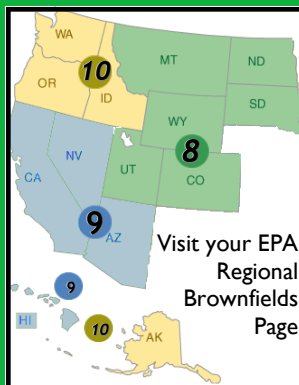 WA
10
MT
ND
OR
ID
SD
WY
8
NV
CA
UT
CO
9
AZ
Visit your EPA
Regional
Brownfields
Page
9
HI
10
AK